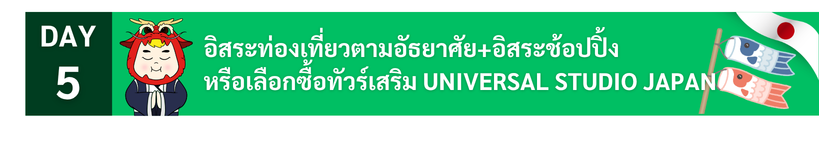 DAY
5
อิสระท่องเที่ยวตามอัธยาศัย+อิสระช้อปปิ้ง
หรือเลือกซื้อทัวร์เสริม UNIVERSAL STUDIO JAPAN